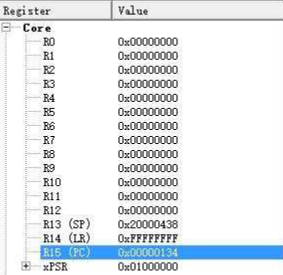 Register Value
Core
R0 0x00000000
R1 0x00000000
R2 0x00000000
R3 0x00000000
R4 0x00000000
R5 0x00000000
R6 0x00000000
R7 0x00000000
R8 0x00000000
R9 0x00000000
R10 0x00000000
R11 0x00000000
R12 0x00000000
R13 (SP) 0x20000438
R14 (LR) 0xFFFFFFFF
R15 (PC) 0x00000134
xPSR 0x01000000